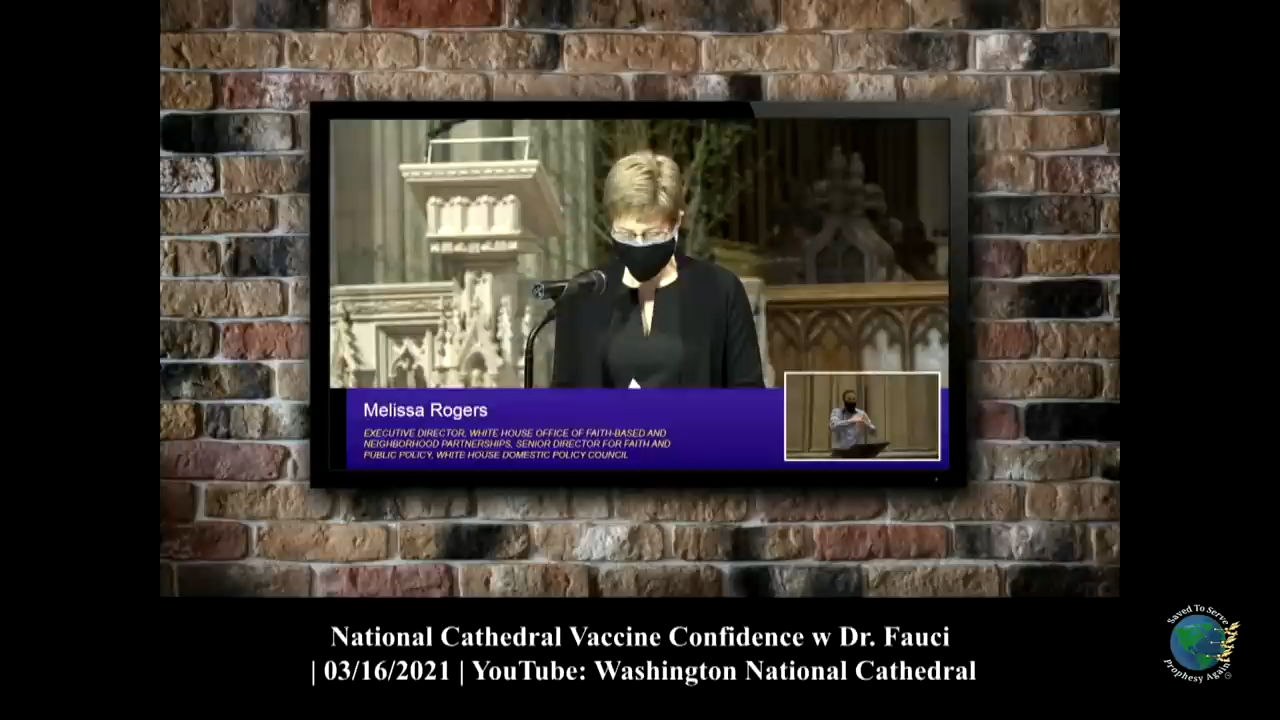 Melissa Rogers
EXECUTIVE DIRECTOR, WHITE HOUSE OFFICE OF FAITH-BASED AND
NEIGHBORHOOD PARTNERSHIPS, SENIOR DIRECTOR FOR FAITH AND
PUBLIC POLICY, WHITE HOUSE DOMESTIC POLICY COUNCIL
National Cathedral Vaccine Confidence w Dr. Fauci
| 03/16/2021 | YouTube: Washington National Cathedral
Saved To Serve
Prophesy Again